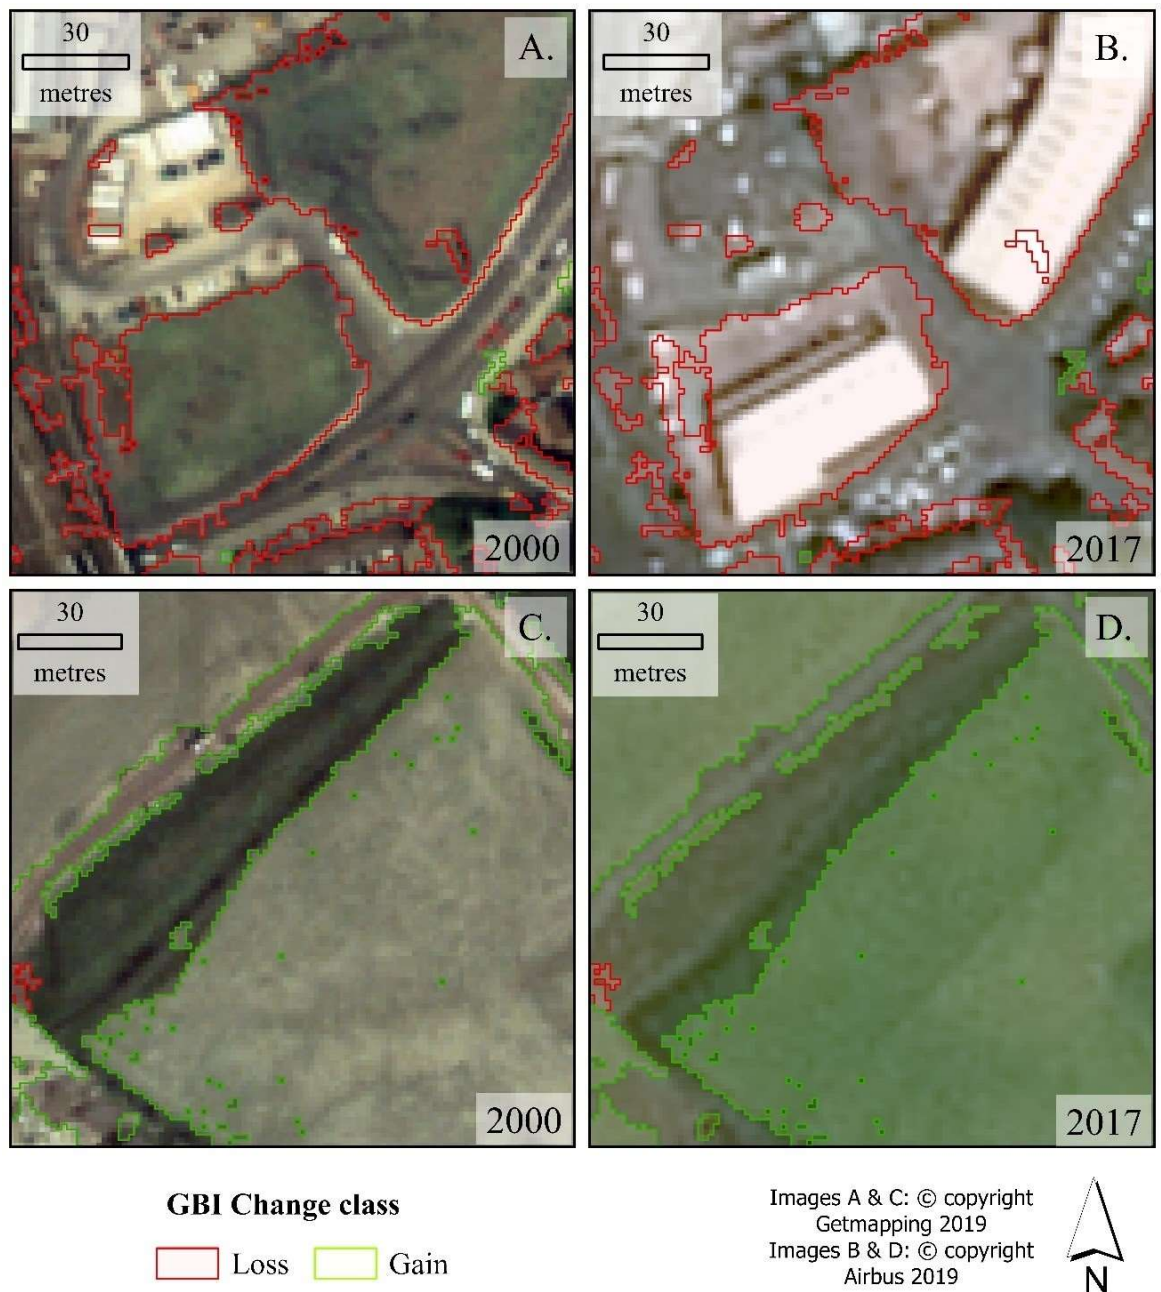 30
metres
A.
2000
30
metres
B.
2017
30
metres
C.
2000
30
metres
D.
2017
GBI Change class
Loss
Gain
Images A & C: © copyright
Getmapping 2019
Images B & D: © copyright
Airbus 2019
N